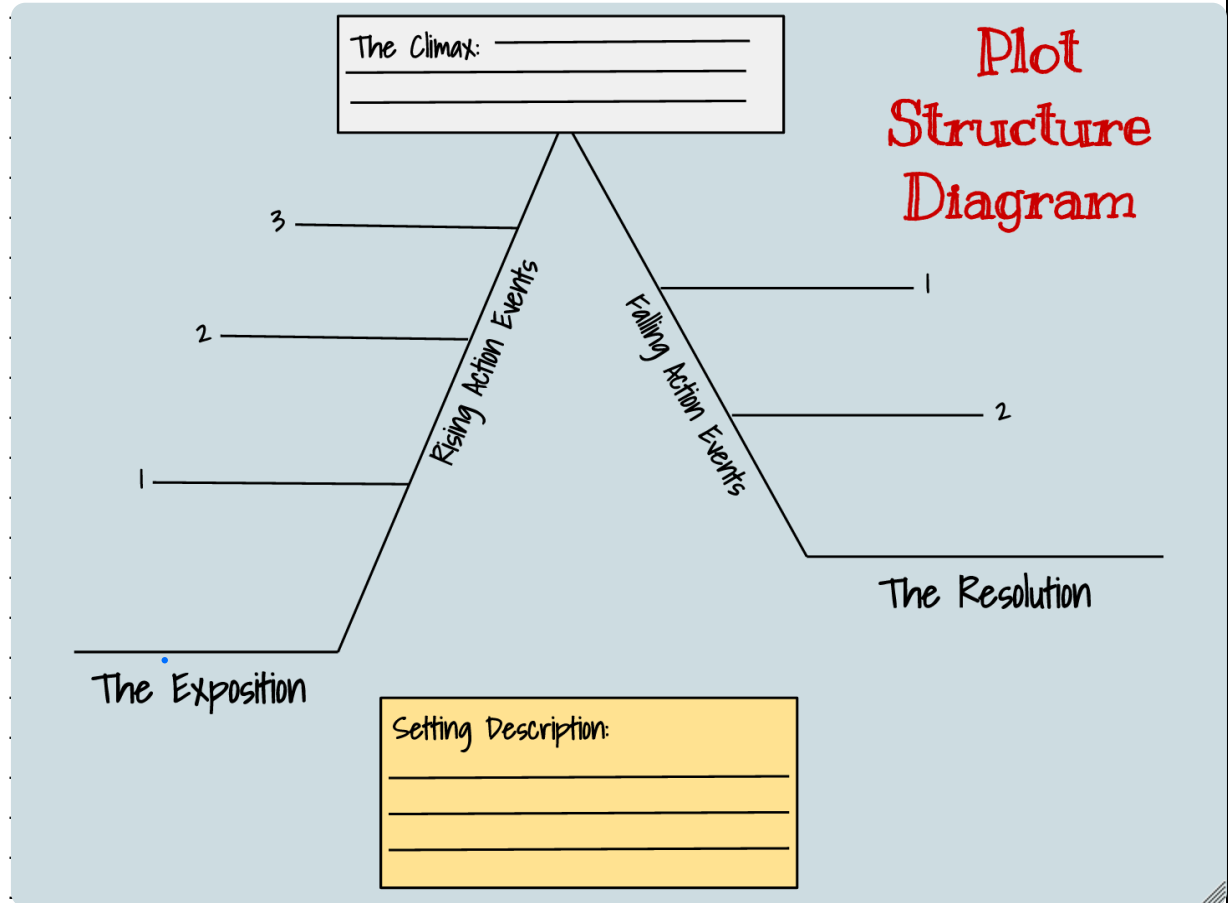 The Climax:
Plot
Structure
Diagram
3
2
1
Rising Action Events
Falling Action Events
1
2
The Exposition
The Resolution
Setting Description: